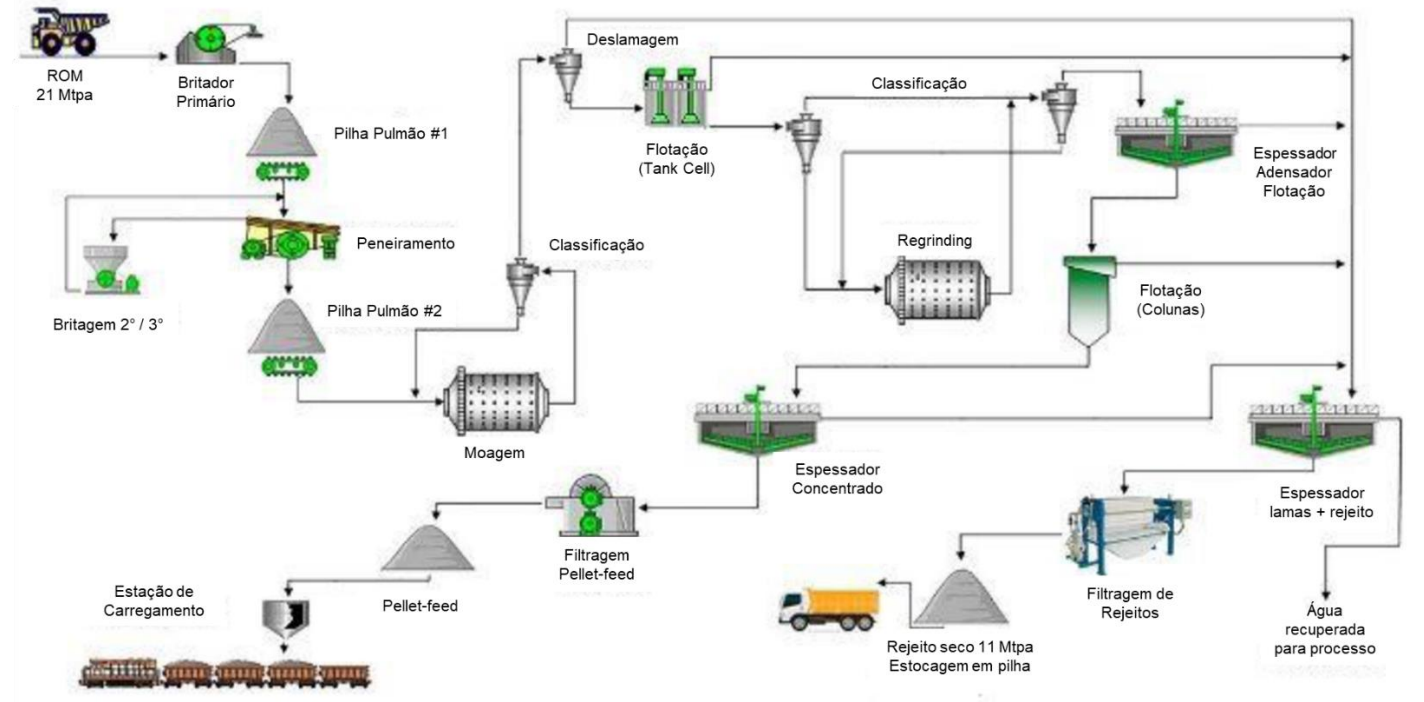 ROM
21 Mtpa
Britador
Primário
Pilha Pulmão #1
Peneiramento
Britagem 2° / 3°
Pilha Pulmão #2
Classificação
Moagem
Deslamagem
Flotação
(Tank Cell)
Classificação
Regrinding
Espessador
Adensador
Flotação
Flotação
(Colunas)
Espessador
Concentrado
Espessador
lamas + rejeito
Filtragem
Pellet-feed
Pellet-feed
Estação de
Carregamento
Filtragem de
Rejeitos
Rejeito seco 11 Mtpa
Estocagem em pilha
Água
recuperada
para processo